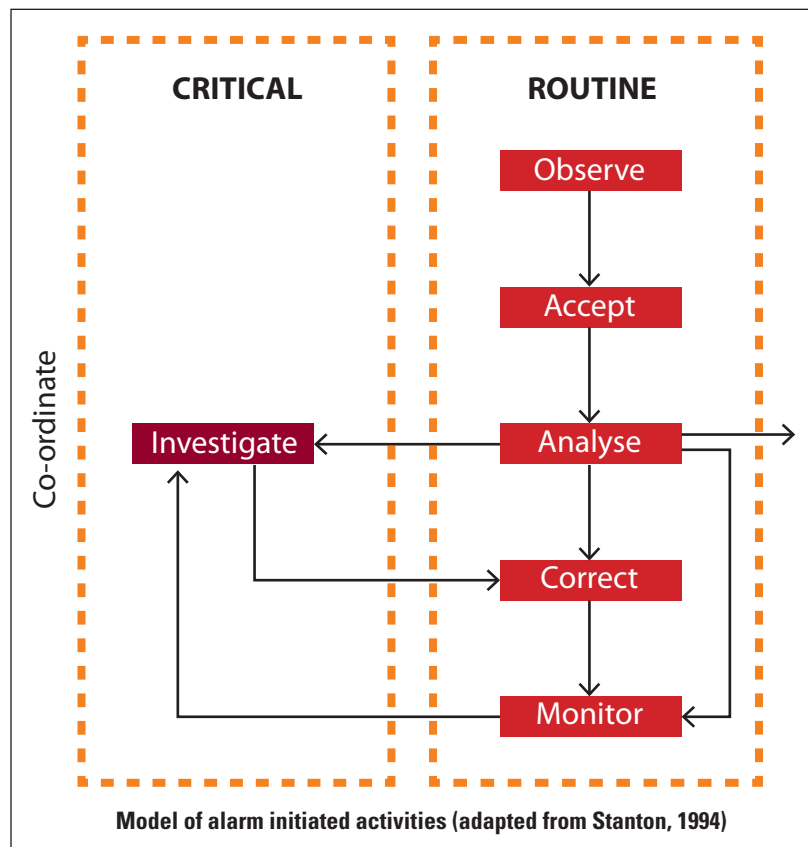 CRITICAL
ROUTINE
Observe
Accept
Co-ordinate
Investigate
Analyse
Correct
Monitor
Model of alarm initiated activities (adapted from Stanton, 1994)